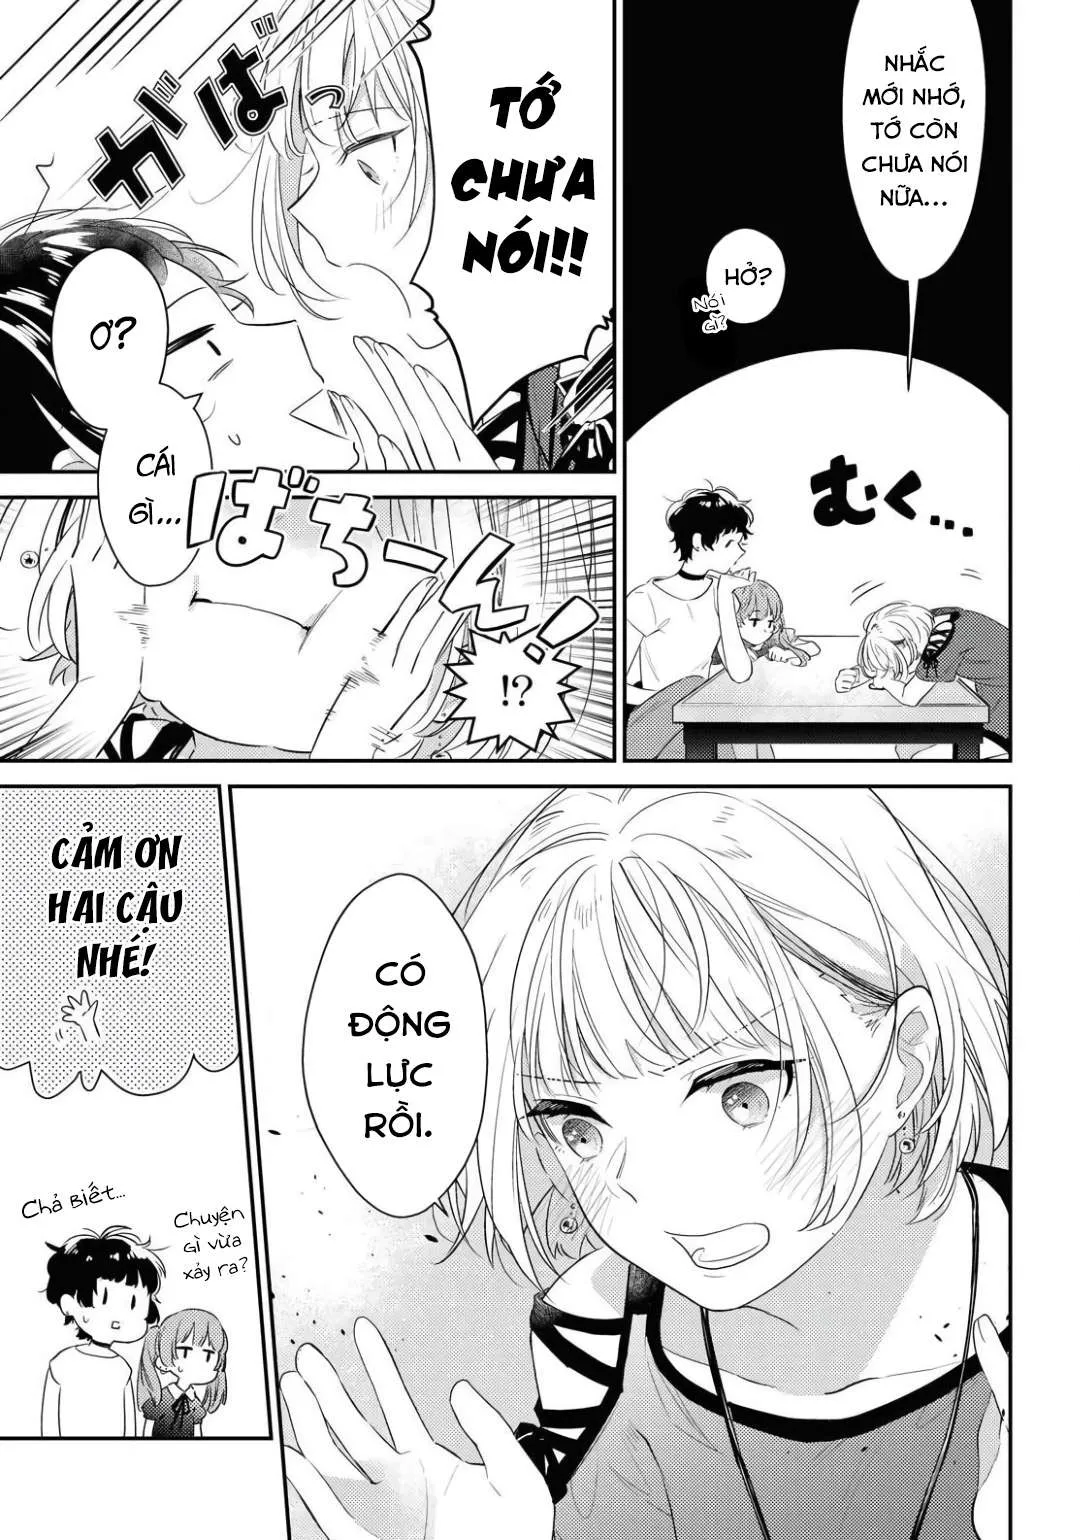 NHẮC
MỚI NHỚ,
TỚ CÒN
CHƯA NÓI
NỮA...
HỞ?
Nói
gì?
むく...
TỚ
CHƯA
NÓI!!
がばっ
Ơ?
CÁI
GÌ...
ばちーん!
!?
CÓ
ĐỘNG
LỰC
RỒI.
CẢM ƠN
HAI CẬU
NHÉ!
Chả Biết...
Chuyện
gì vừa
xảy ra?